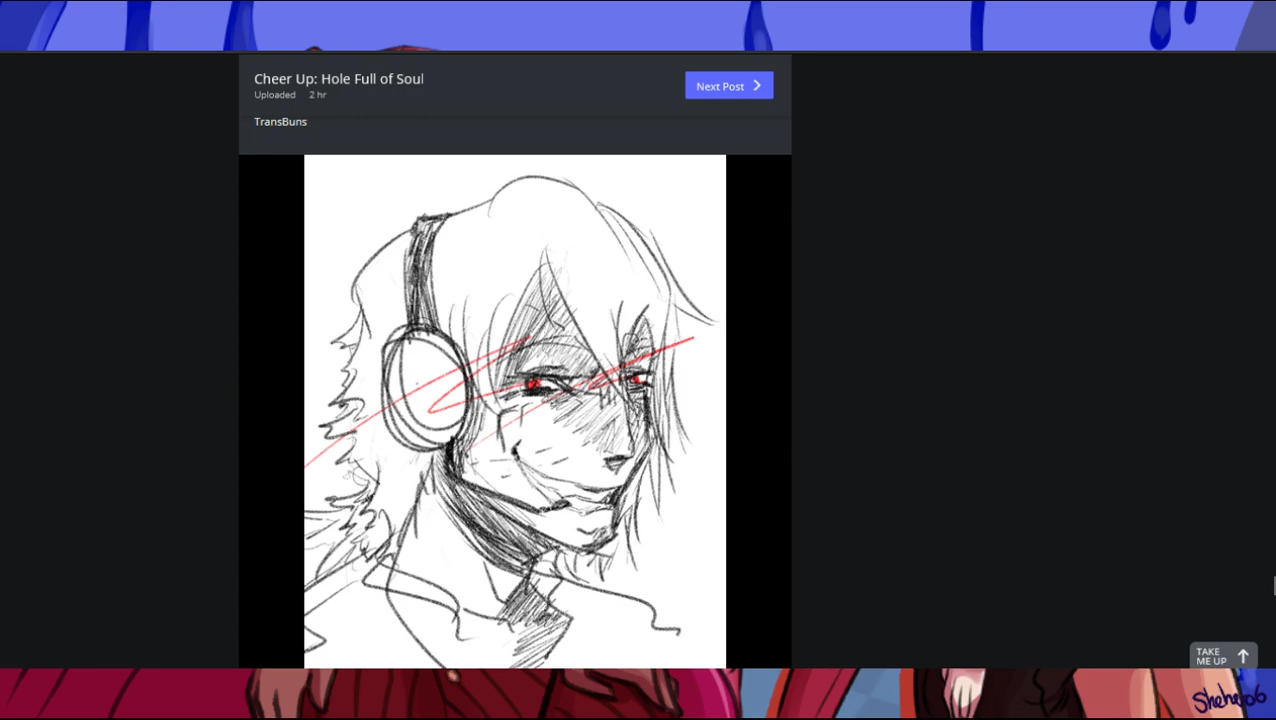 Cheer Up: Hole Full of Soul
Uploaded 2 hr
Next Post
TransBuns
TAKE
ME UP